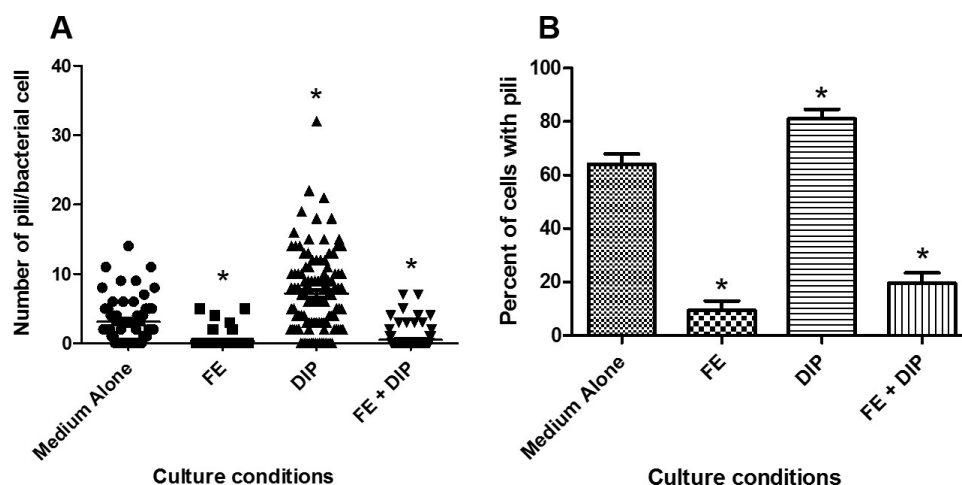 A
Number of pili/bacterial cell
40
30
20
10
0
*
*
*
Medium Alone
FE
DIP
FE + DIP
Culture conditions
B
Percent of cells with pili
100
80
60
40
20
0
*
*
*
Medium Alone
FE
DIP
FE + DIP
Culture conditions